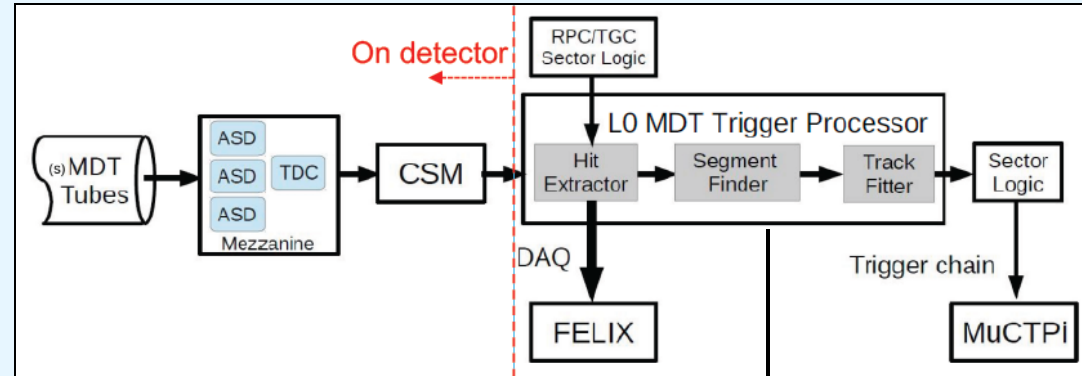 On detector
RPC/TGC
Sector Logic
L0 MDT Trigger Processor
(s)MDT
Tubes
ASD
ASD
ASD
TDC
Mezzanine
CSM
Hit
Extractor
Segment
Finder
Track
Fitter
Sector
Logic
DAQ
Trigger chain
FELIX
MuCTPi